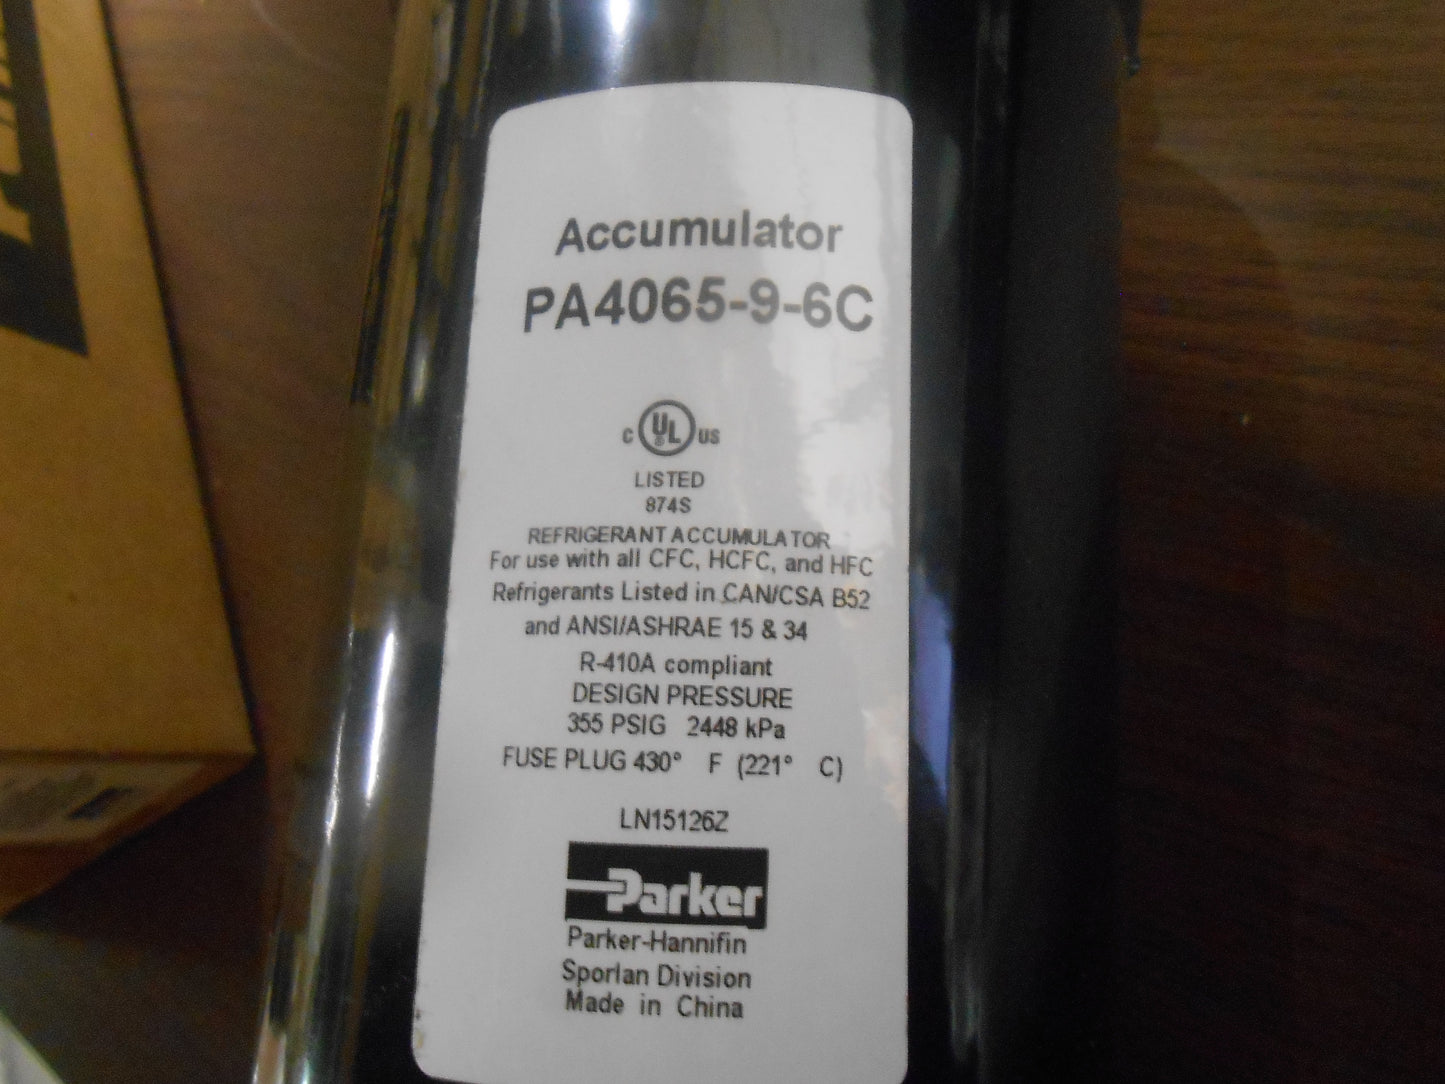 Accumulator
PA4065-9-6C
C UL US
LISTED
874S
REFRIGERANT ACCUMULATOR
For use with all CFC, HCFC, and HFC
Refrigerants Listed in CAN/CSA B52
and ANSI/ASHRAE 15 & 34
R-410A compliant
DESIGN PRESSURE
355 PSIG 2448 kPa
FUSE PLUG 430° F (221° C)
LN15126Z
Parker
Parker-Hannifin
Sporlan Division
Made in China